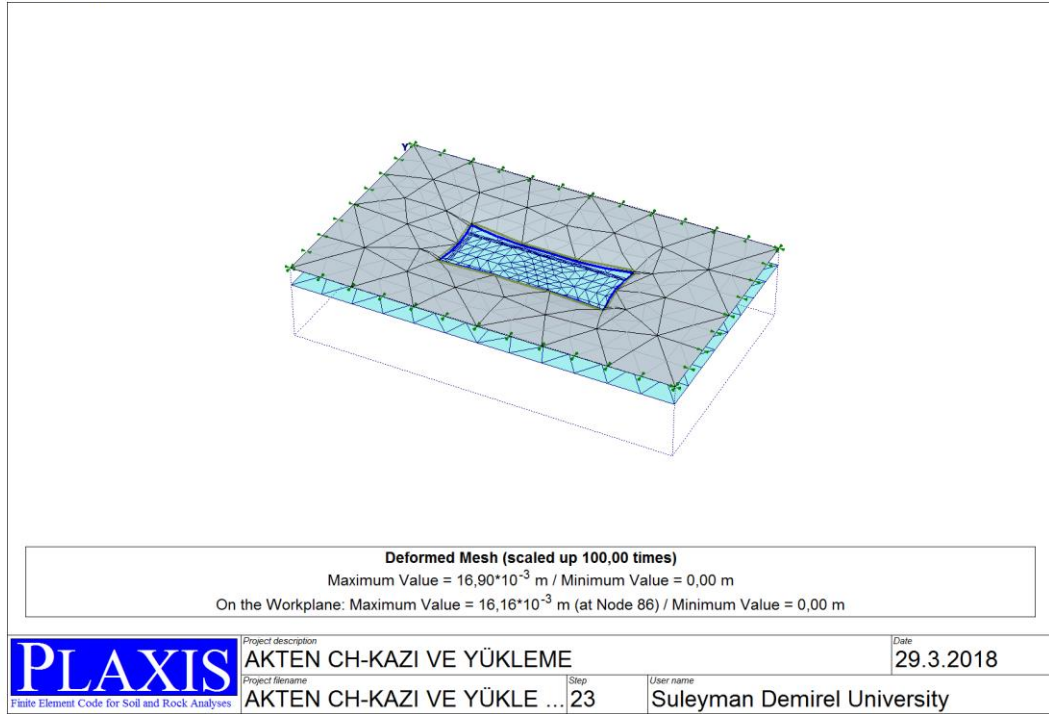 Y
Deformed Mesh (scaled up 100,00 times)
Maximum Value = 16,90*10-3 m / Minimum Value = 0,00 m
On the Workplane: Maximum Value = 16,16*10-3 m (at Node 86) / Minimum Value = 0,00 m
PLAXIS
Finite Element Code for Soil and Rock Analyses
Project description
AKTEN CH-KAZI VE YÜKLEME
Date
29.3.2018
Project filename
AKTEN CH-KAZI VE YÜKLE ...
Step
23
User name
Suleyman Demirel University